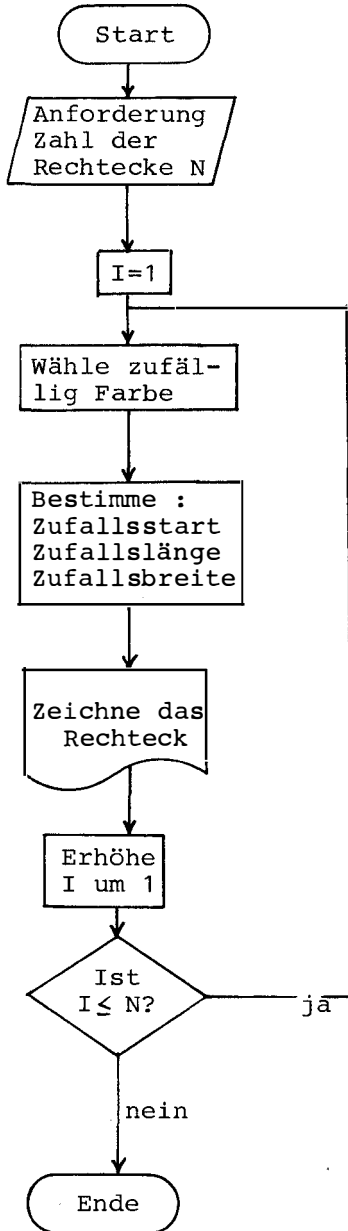 Start
Anforderung
Zahl der
Rechtecke N
I=1
Wähle zufäl-
lig Farbe
Bestimme :
Zufallsstart
Zufallslänge
Zufallsbreite
Zeichne das
Rechteck
Erhöhe
I um 1
Ist
I≤ N?
ja
nein
Ende